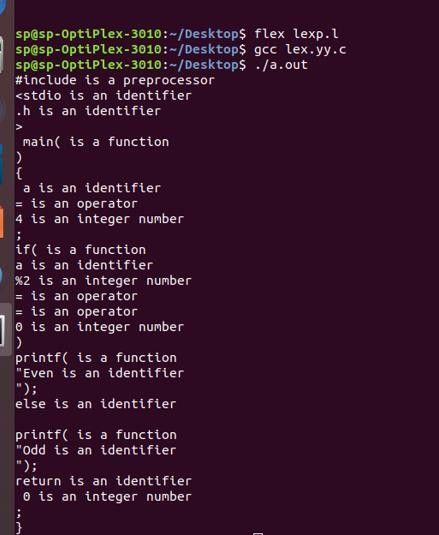 sp@sp-OptiPlex-3010:~/Desktop$ flex lexp.l
sp@sp-OptiPlex-3010:~/Desktop$ gcc lex.yy.c
sp@sp-OptiPlex-3010:~/Desktop$ ./a.out
#include is a preprocessor
<stdio is an identifier
.h is an identifier
>
 main( is a function
)
{
 a is an identifier
= is an operator
4 is an integer number
;
if( is a function
a is an identifier
%2 is an integer number
= is an operator
= is an operator
0 is an integer number
)
printf( is a function
"Even is an identifier
");
else is an identifier

printf( is a function
"Odd is an identifier
");
return is an identifier
 0 is an integer number
;
}